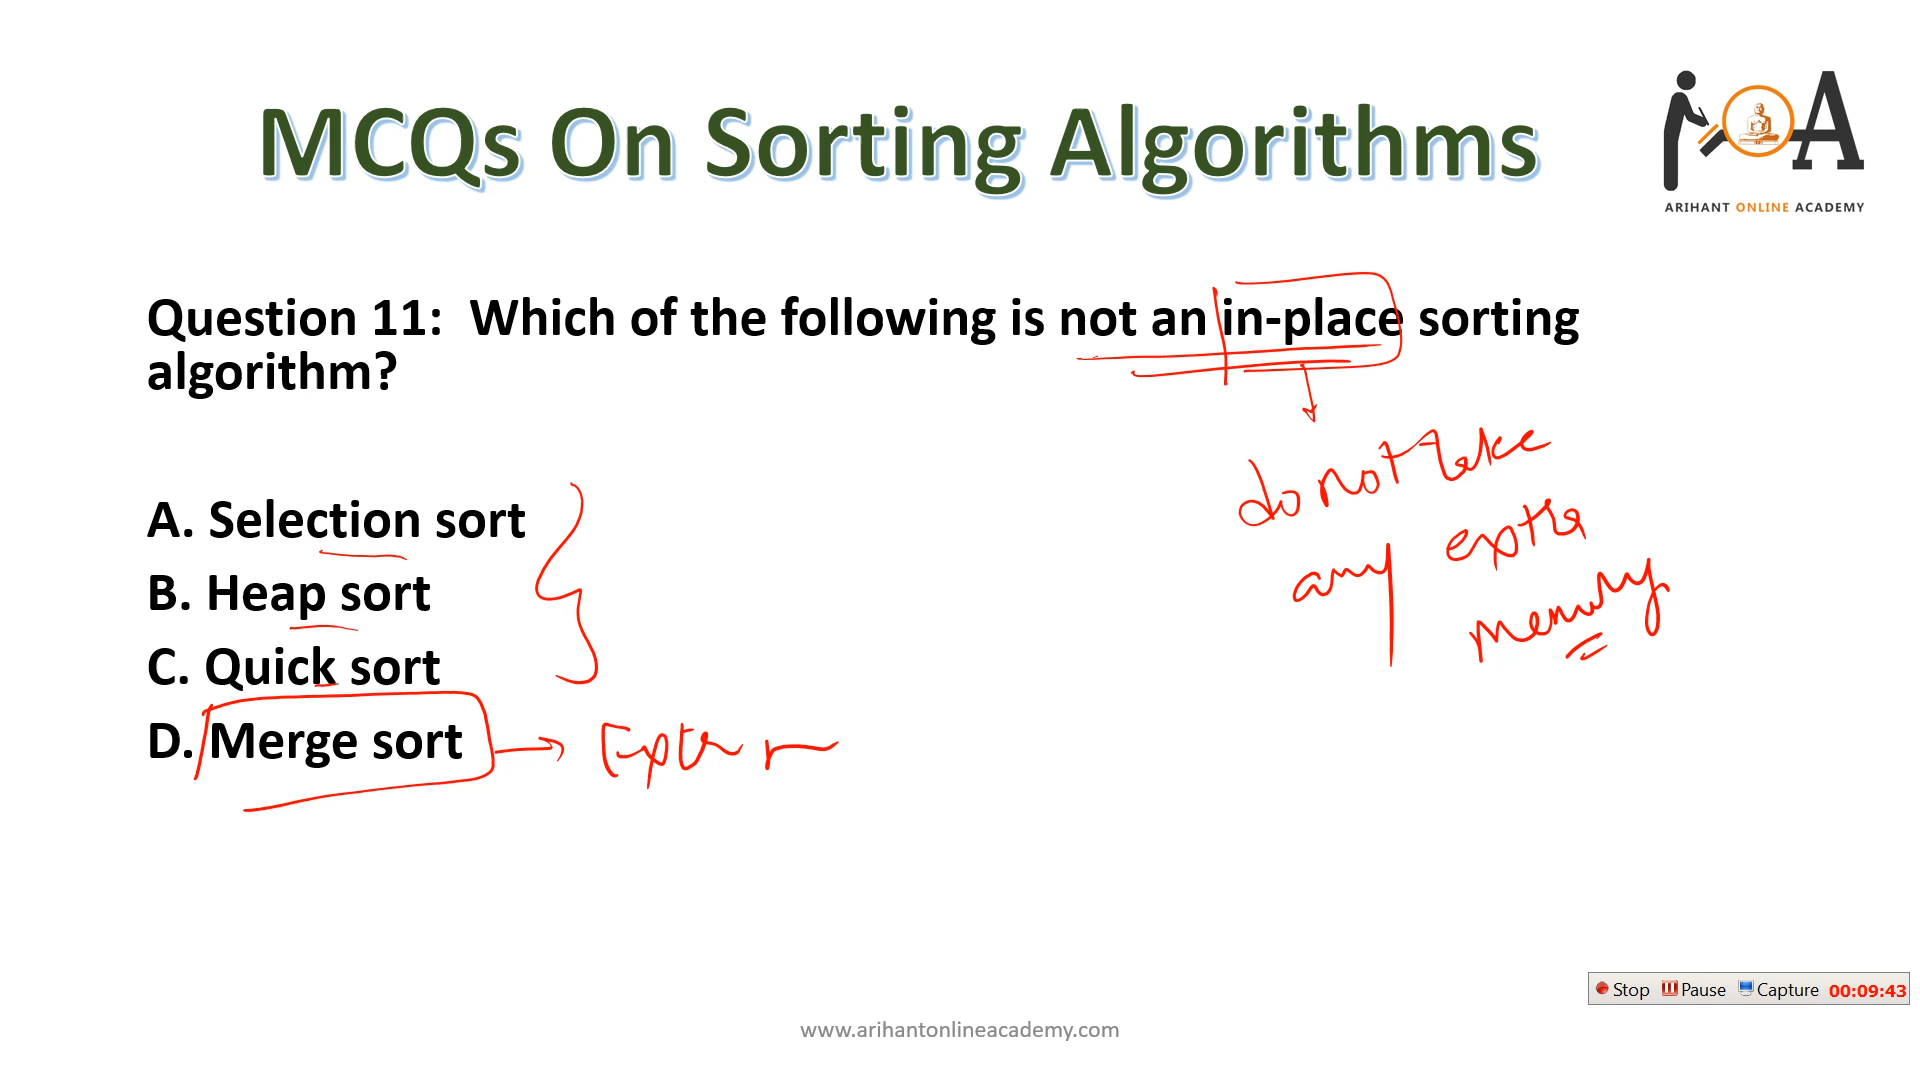 MCQs On Sorting Algorithms
ARIHANT ONLINE ACADEMY
Question 11: Which of the following is not an in-place sorting
algorithm?
do not take
any extra
memory
A. Selection sort
B. Heap sort
C. Quick sort
D. Merge sort
Extra
Stop Pause Capture 00:09:43
www.arihantonlineacademy.com